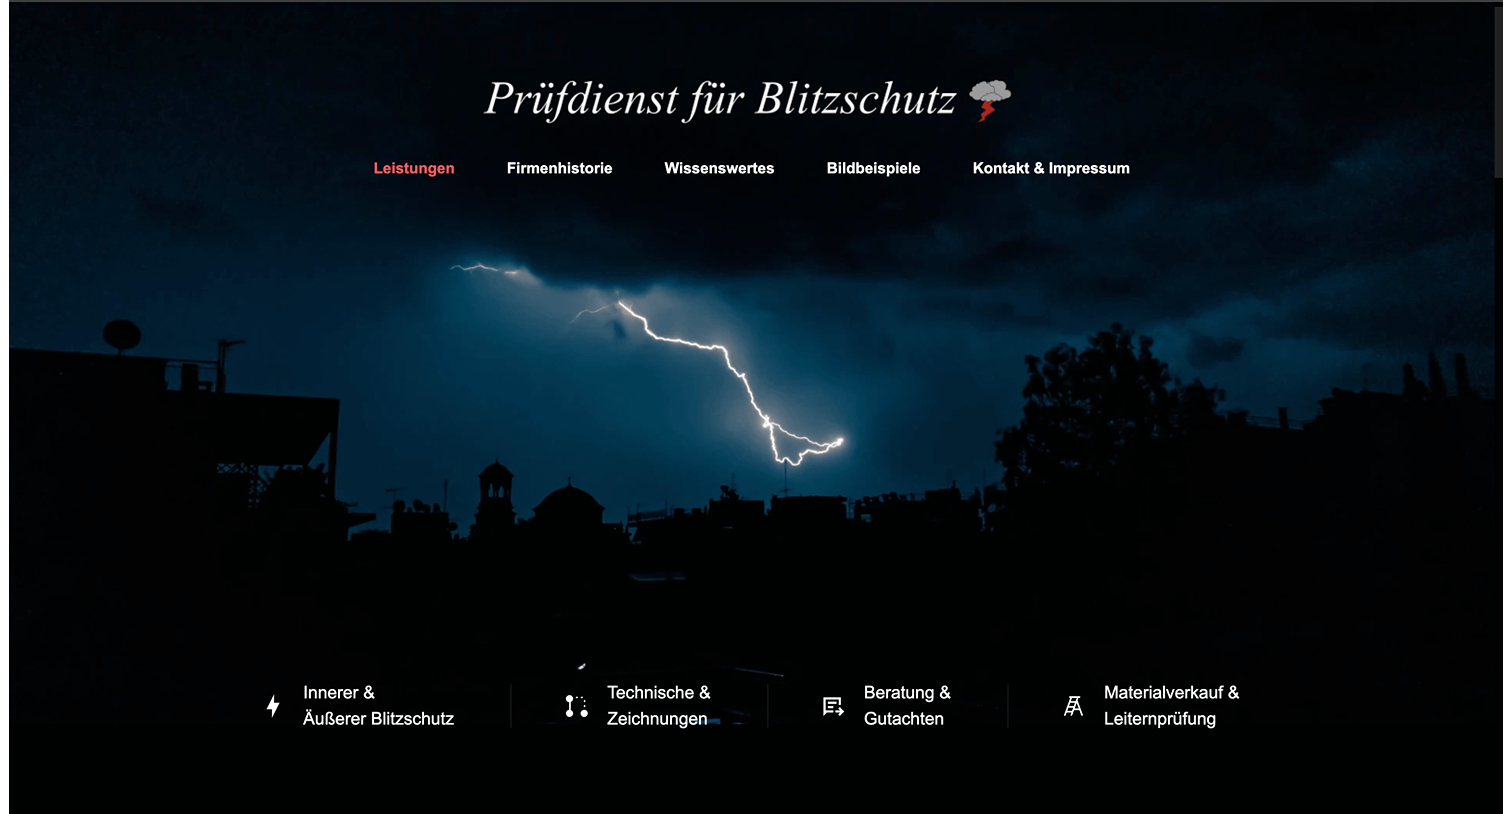 Prüfdienst für Blitzschutz
Leistungen Firmenhistorie Wissenswertes Bildbeispiele Kontakt & Impressum
Innerer &
Äußerer Blitzschutz
Technische &
Zeichnungen
Beratung &
Gutachten
Materialverkauf &
Leiternprüfung